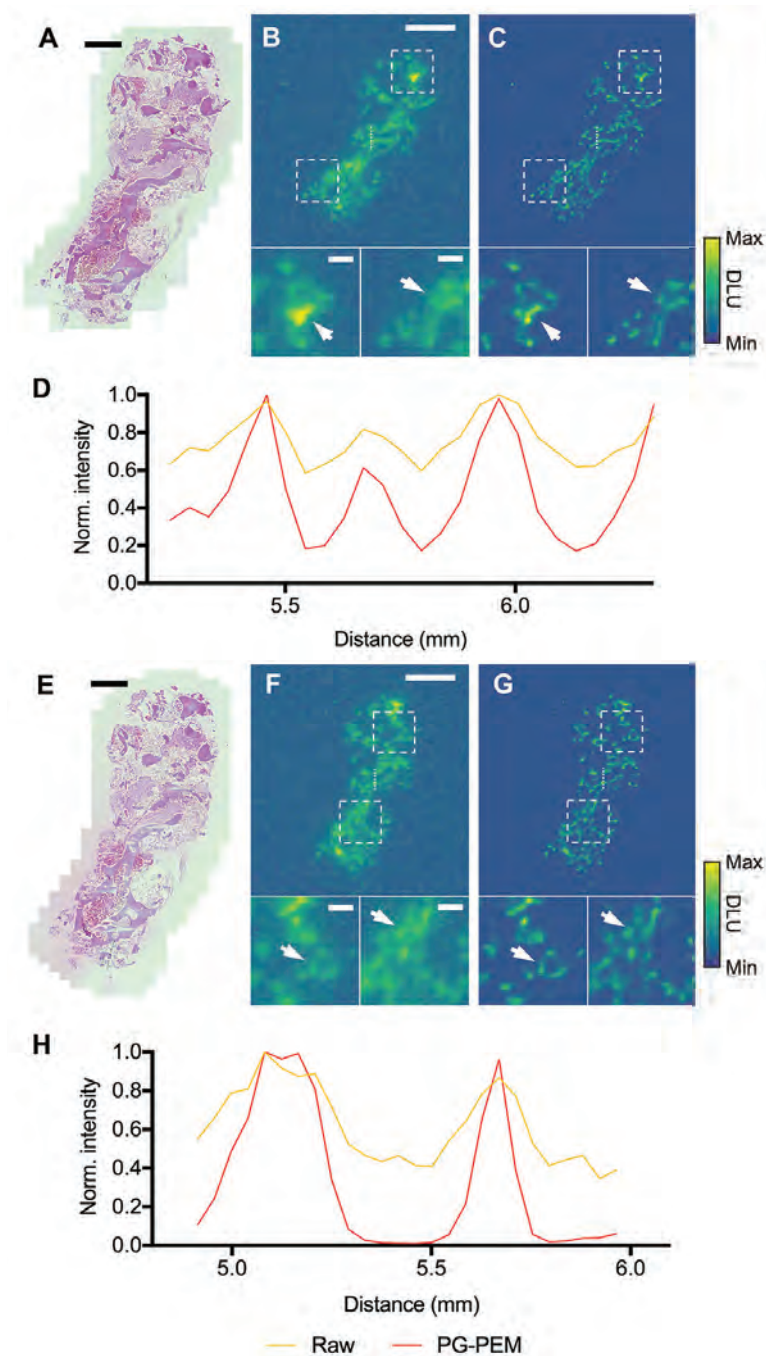 A
B
C
Max
DLU
Min
D
1.0
0.8
0.6
0.4
0.2
0.0
Norm. intensity
5.5
6.0
Distance (mm)
E
F
G
Max
DLU
Min
H
1.0
0.8
0.6
0.4
0.2
0.0
Norm. intensity
5.0
5.5
6.0
Distance (mm)
Raw
PG-PEM